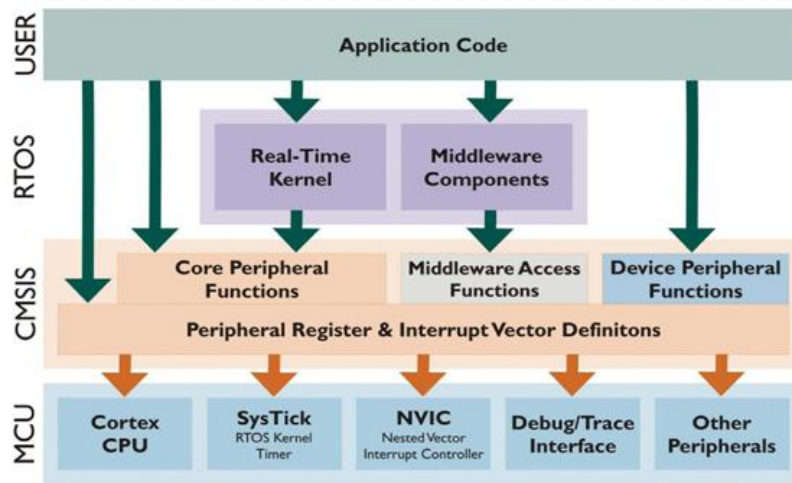 USER
Application Code
RTOS
Real-Time
Kernel
Middleware
Components
CMSIS
Core Peripheral
Functions
Middleware Access
Functions
Device Peripheral
Functions
Peripheral Register & Interrupt Vector Definitons
MCU
Cortex
CPU
SysTick
RTOS Kernel
Timer
NVIC
Nested Vector
Interrupt Controller
Debug/Trace
Interface
Other
Peripherals